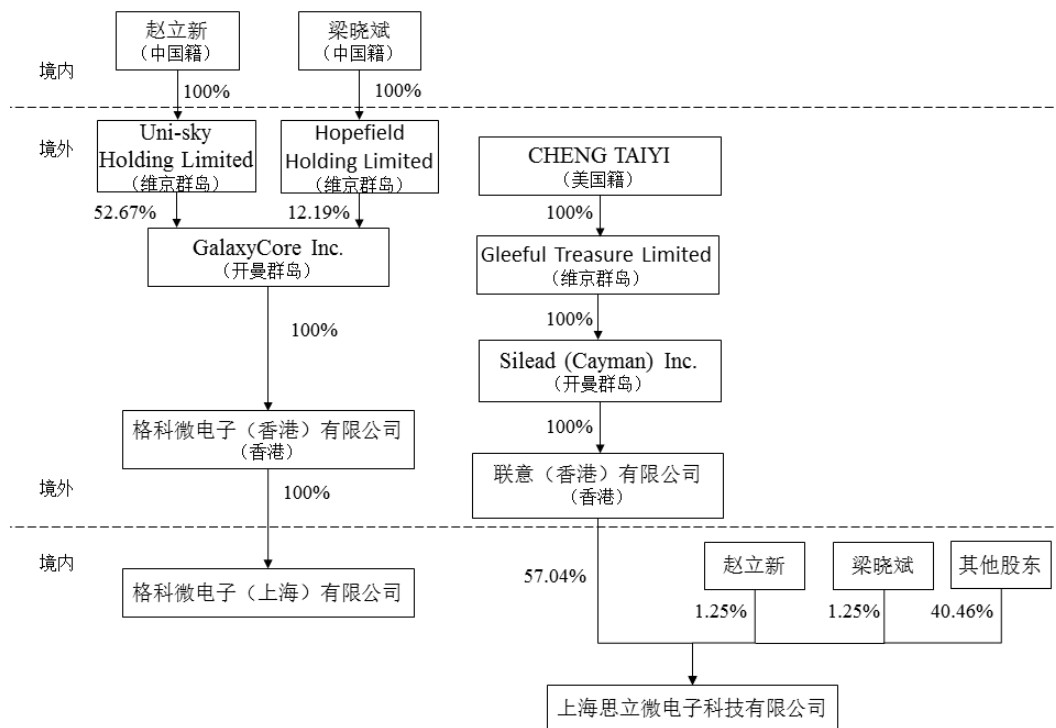 赵立新
（中国籍）
梁晓斌
（中国籍）
境内
100%
100%
境外
Uni-sky
Holding Limited
（维京群岛）
Hopefield
Holding Limited
（维京群岛）
CHENG TAIYI
（美国籍）
52.67%
12.19%
100%
GalaxyCore Inc.
（开曼群岛）
Gleeful Treasure Limited
（维京群岛）
100%
100%
Silead (Cayman) Inc.
（开曼群岛）
格科微电子（香港）有限公司
（香港）
100%
联意（香港）有限公司
（香港）
境外
100%
境内
格科微电子（上海）有限公司
57.04%
赵立新
梁晓斌
其他股东
1.25%
1.25%
40.46%
上海思立微电子科技有限公司